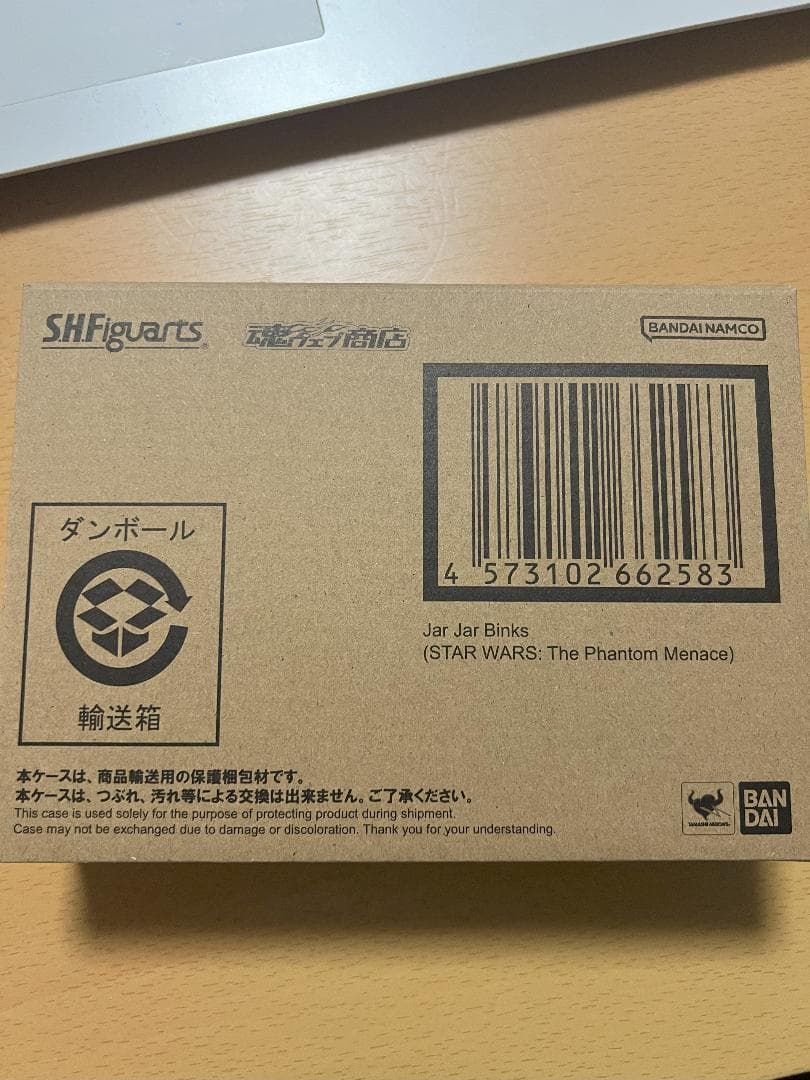 S.H.Figuarts
魂ウェブ商店
BANDAI NAMCO
4 573102 662583
Jar Jar Binks
(STAR WARS: The Phantom Menace)
ダンボール
輸送箱
本ケースは、商品輸送用の保護梱包材です。
本ケースは、つぶれ、汚れ等による交換は出来ません。ご了承ください。
This case is used solely for the purpose of protecting product during shipment.
Case may not be exchanged due to damage or discoloration. Thank you for your understanding.
TAMASHII NATIONS
BAN
DAI